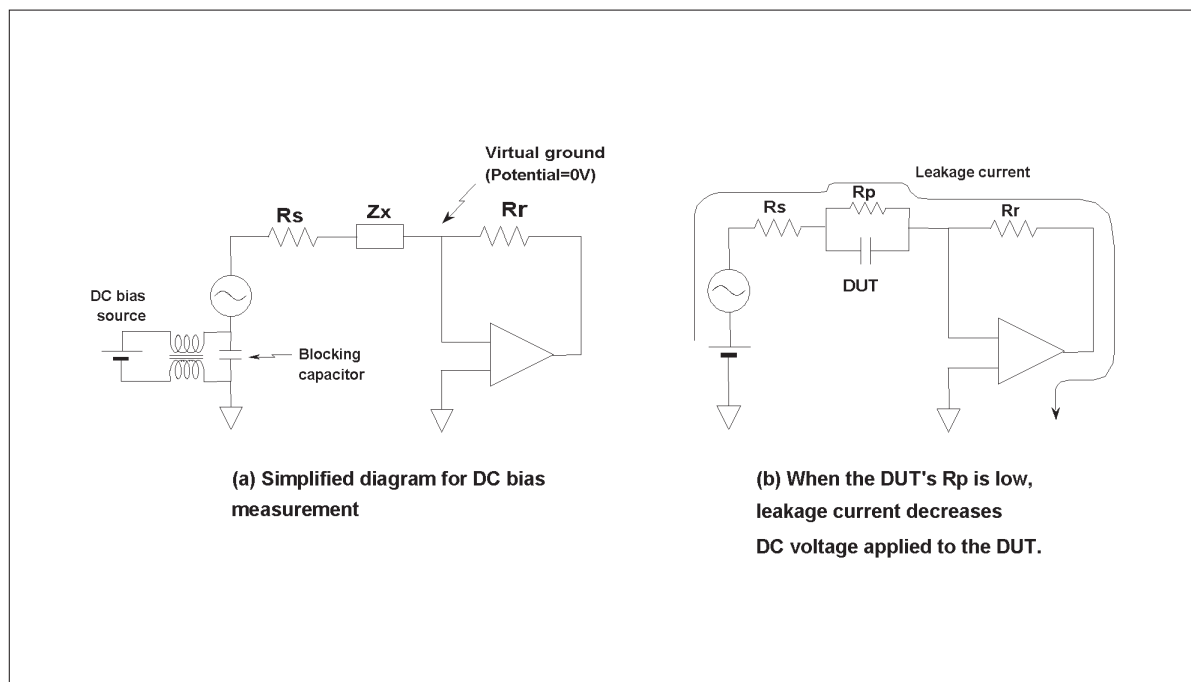 Virtual ground
(Potential=0V)
Rs
Zx
Rr
DC bias
source
Blocking
capacitor
(a) Simplified diagram for DC bias
measurement
Leakage current
Rp
Rs
Rr
DUT
(b) When the DUT's Rp is low,
leakage current decreases
DC voltage applied to the DUT.